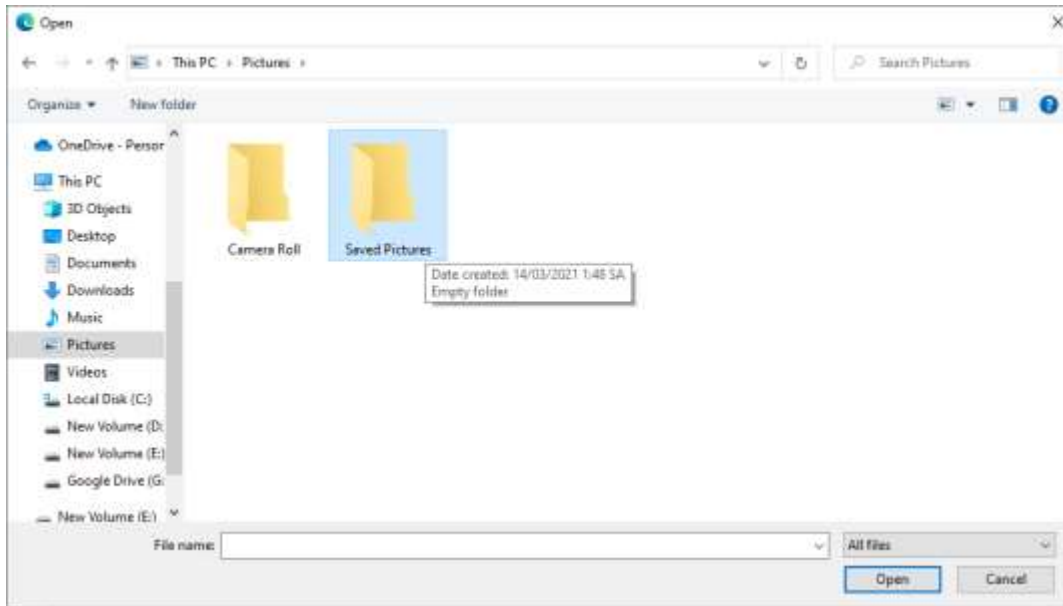 Open
This PC › Pictures ›
Search Pictures
Organize
New folder
OneDrive - Person
This PC
3D Objects
Desktop
Documents
Downloads
Music
Pictures
Videos
Local Disk (C:)
New Volume (D:
New Volume (E:)
Google Drive (G:
New Volume (E:)
Camera Roll
Saved Pictures
Date created: 14/03/2021 1:48 SA
Empty folder
File name:
All files
Open
Cancel